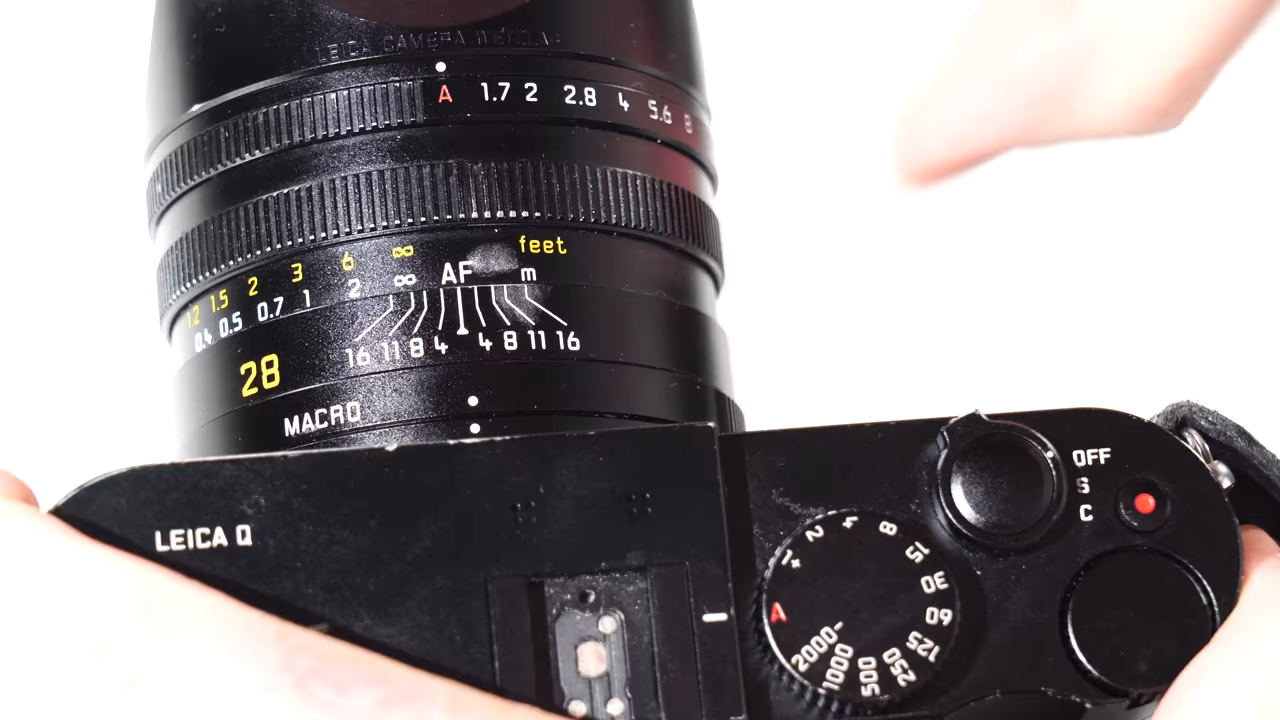 LEICA CAMERA WETZLAR
A 1.7 2 2.8 4 5.6 8
1.2 1.5 2 3 6 ∞ feet
0.4 0.5 0.7 1 2 ∞ AF m
28 16 11 8 4 4 8 11 16
MACRO
LEICA Q
OFF
S
C
1+ 2 4 8 15 30 60 125 250 500 1000 2000- A